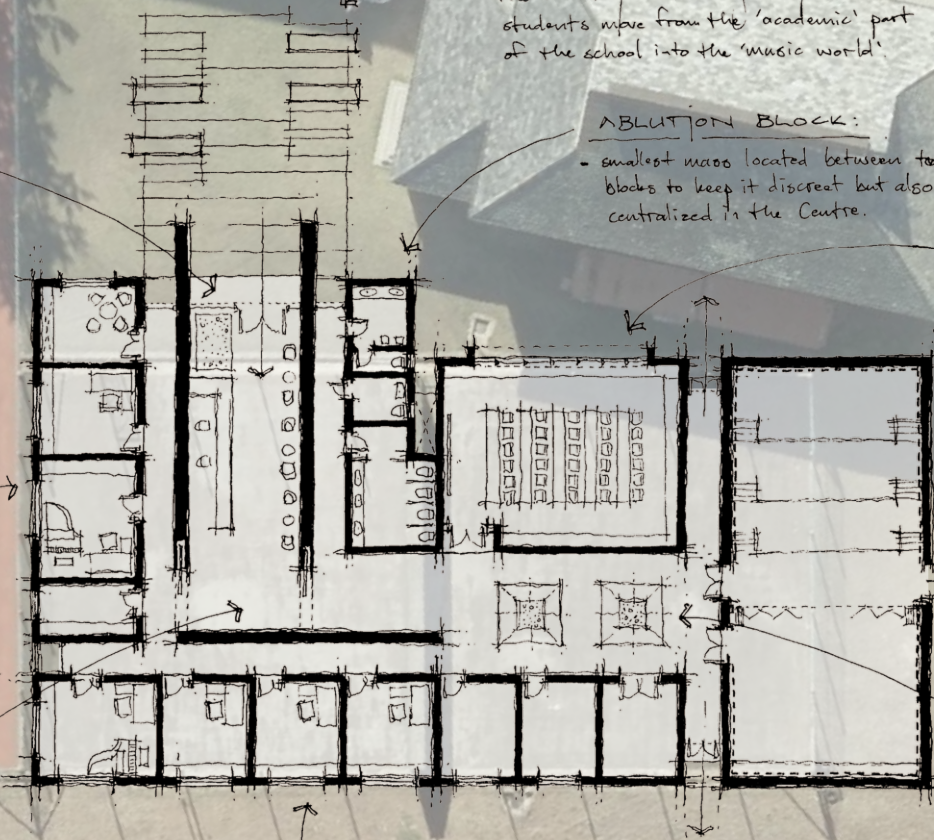 students move from the 'academic' part
of the school into the 'music world'.
ABLUTION BLOCK:
- smallest mass located between
blocks to keep it discreet but also
centralized in the Centre.